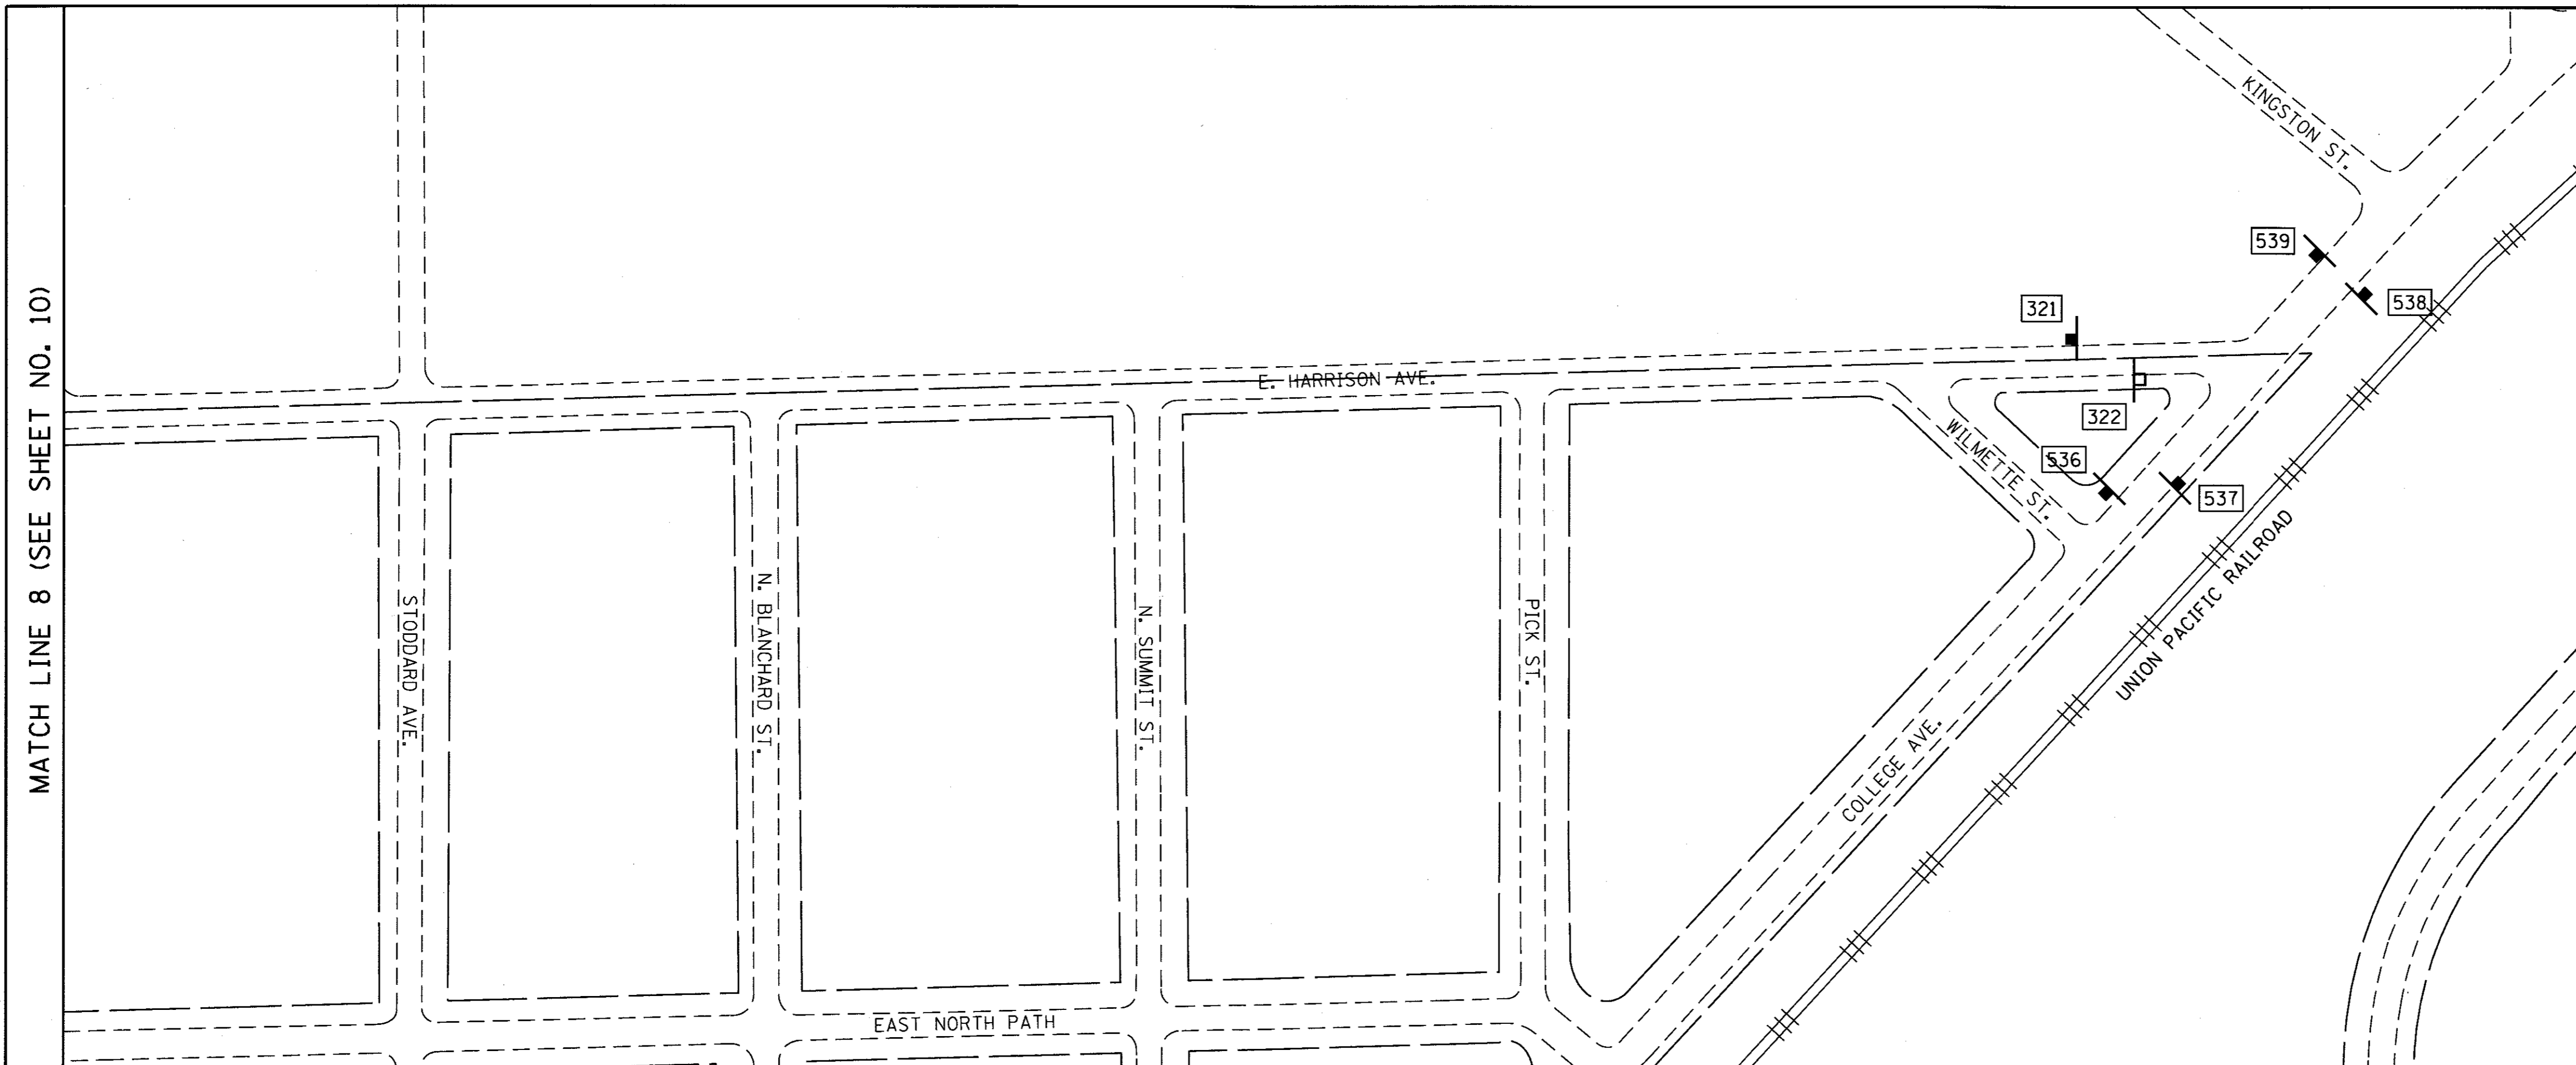 MATCH LINE 8 (SEE SHEET NO. 10)
KINGSTON ST.
539
538
321
E. HARRISON AVE.
322
WILMETTE ST.
536
537
UNION PACIFIC RAILROAD
STODDARD AVE.
N. BLANCHARD ST.
N. SUMMIT ST.
PICK ST.
COLLEGE AVE.
EAST NORTH PATH